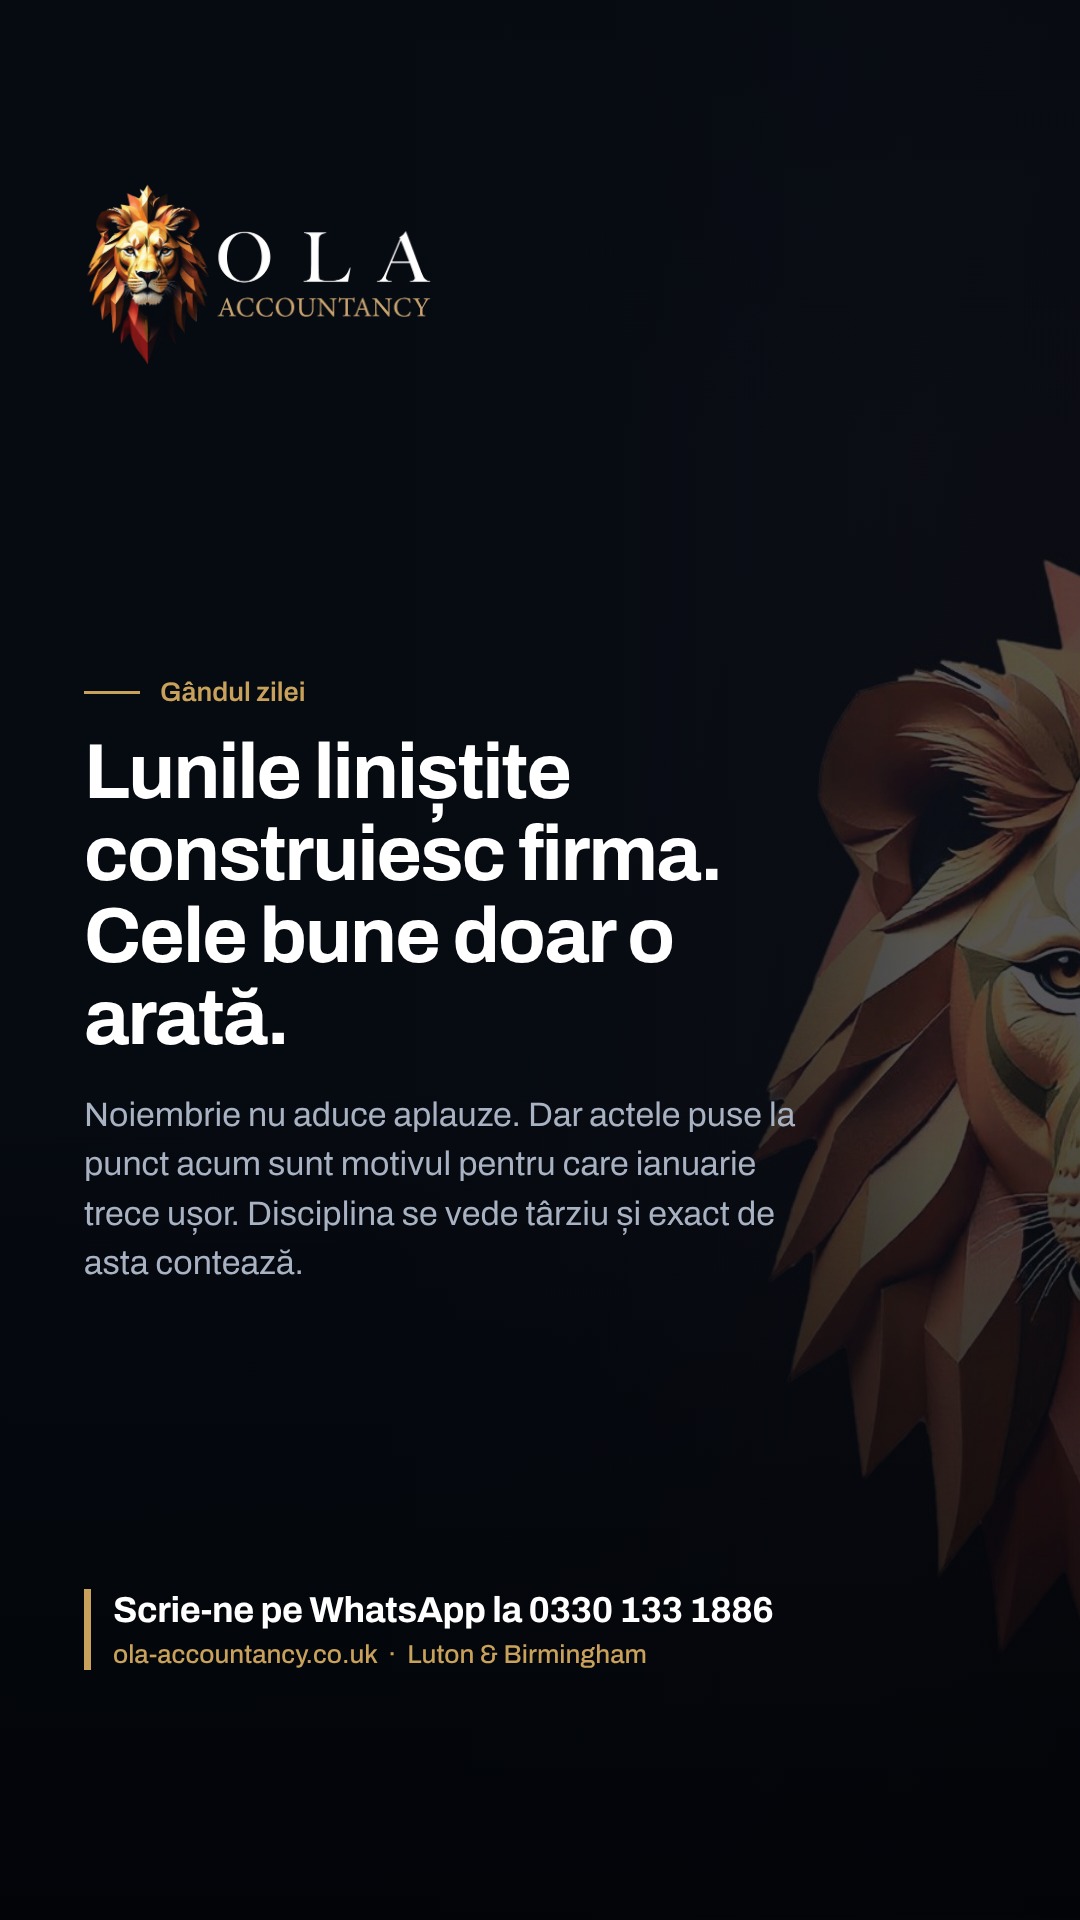 OLA
ACCOUNTANCY
Gândul zilei
Lunile liniștite
construiesc firma.
Cele bune doar o
arată.
Noiembrie nu aduce aplauze. Dar actele puse la
punct acum sunt motivul pentru care ianuarie
trece ușor. Disciplina se vede târziu și exact de
asta contează.
Scrie-ne pe WhatsApp la 0330 133 1886
ola-accountancy.co.uk · Luton & Birmingham